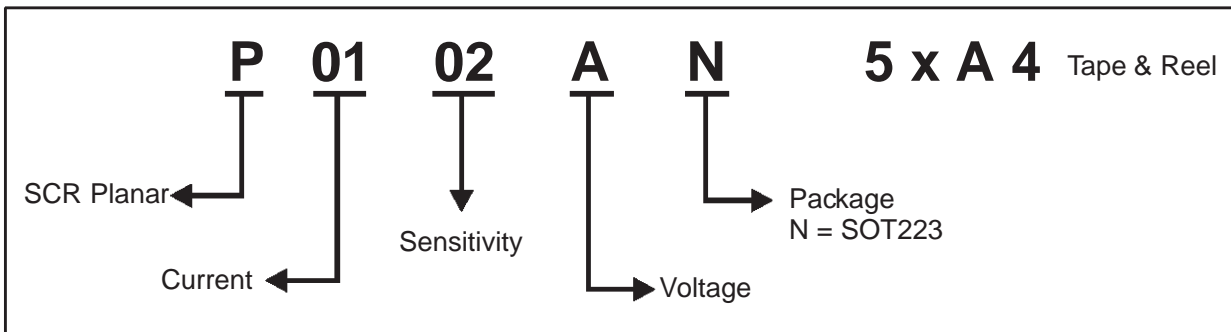 P 01 02 A N 5 x A 4 Tape & Reel
SCR Planar
Package
N = SOT223
Sensitivity
Current
Voltage